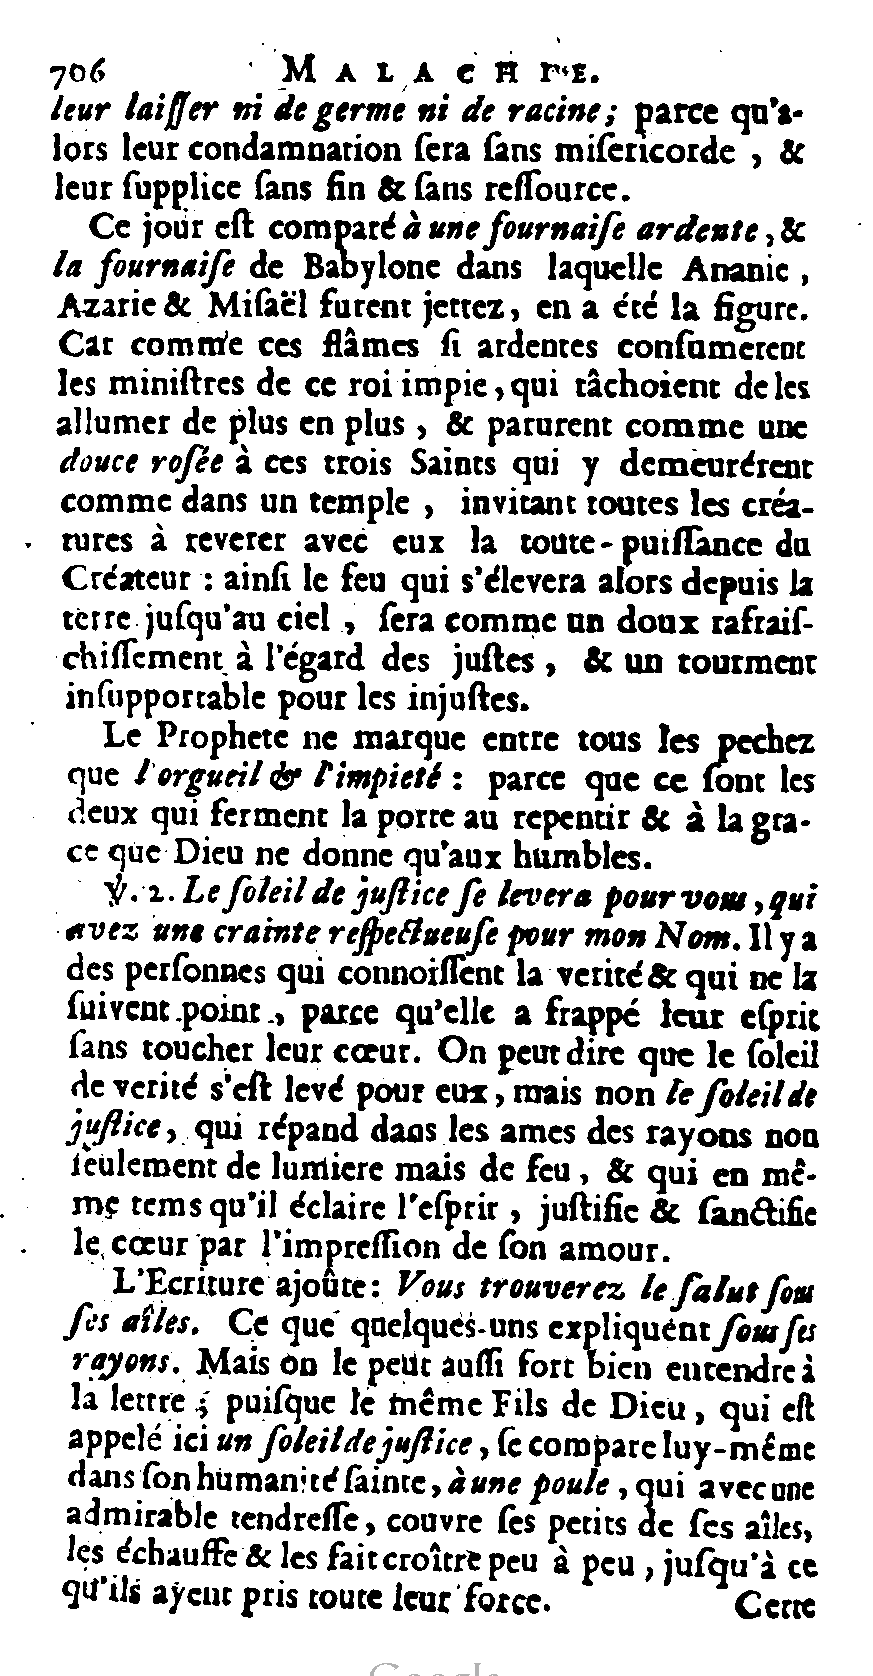 706 MALACHIE.
leur laiſſer ni de germe ni de racine; parce qu'a-
lors leur condamnation ſera ſans miſericorde, &
leur ſupplice ſans fin & ſans reſſource.
Ce jour eſt comparé à une fournaiſe ardente, &
la fournaiſe de Babylone dans laquelle Ananie,
Azarie & Miſaël furent jettez, en a été la figure.
Car comme ces flâmes ſi ardentes conſumerent
les miniſtres de ce roi impie, qui tâchoient de les
allumer de plus en plus, & parurent comme une
douce roſée à ces trois Saints qui y demeurérent
comme dans un temple, invitant toutes les créa-
tures à reverer avec eux la toute-puiſſance du
Créateur : ainſi le feu qui s'élevera alors depuis la
terre juſqu'au ciel, ſera comme un doux rafraiſ-
chiſſement à l'égard des juſtes, & un tourment
inſupportable pour les injuſtes.
Le Prophete ne marque entre tous les pechez
que l'orgueil & l'impieté : parce que ce ſont les
deux qui ferment la porte au repentir & à la gra-
ce que Dieu ne donne qu'aux humbles.
℣. 2. Le ſoleil de juſtice ſe levera pour vous, qui
avez une crainte reſpectueuſe pour mon Nom. Il y a
des perſonnes qui connoiſſent la verité & qui ne la
ſuivent point, parce qu'elle a frappé leur eſprit
ſans toucher leur cœur. On peut dire que le ſoleil
de verité s'eſt levé pour eux, mais non le ſoleil de
juſtice, qui répand dans les ames des rayons non
ſeulement de lumiere mais de feu, & qui en mê-
me tems qu'il éclaire l'eſprit, juſtifie & ſanctifie
le cœur par l'impreſſion de ſon amour.
L'Ecriture ajoûte: Vous trouverez le ſalut ſous
ſes aîles. Ce que quelques-uns expliquent ſous ſes
rayons. Mais on le peut auſſi fort bien entendre à
la lettre ; puiſque le même Fils de Dieu, qui eſt
appelé ici un ſoleil de juſtice, ſe compare luy-même
dans ſon humanité ſainte, à une poule, qui avec une
admirable tendreſſe, couvre ſes petits de ſes aîles,
les échauffe & les fait croître peu à peu, juſqu'à ce
qu'ils ayent pris toute leur force. Cette
Google